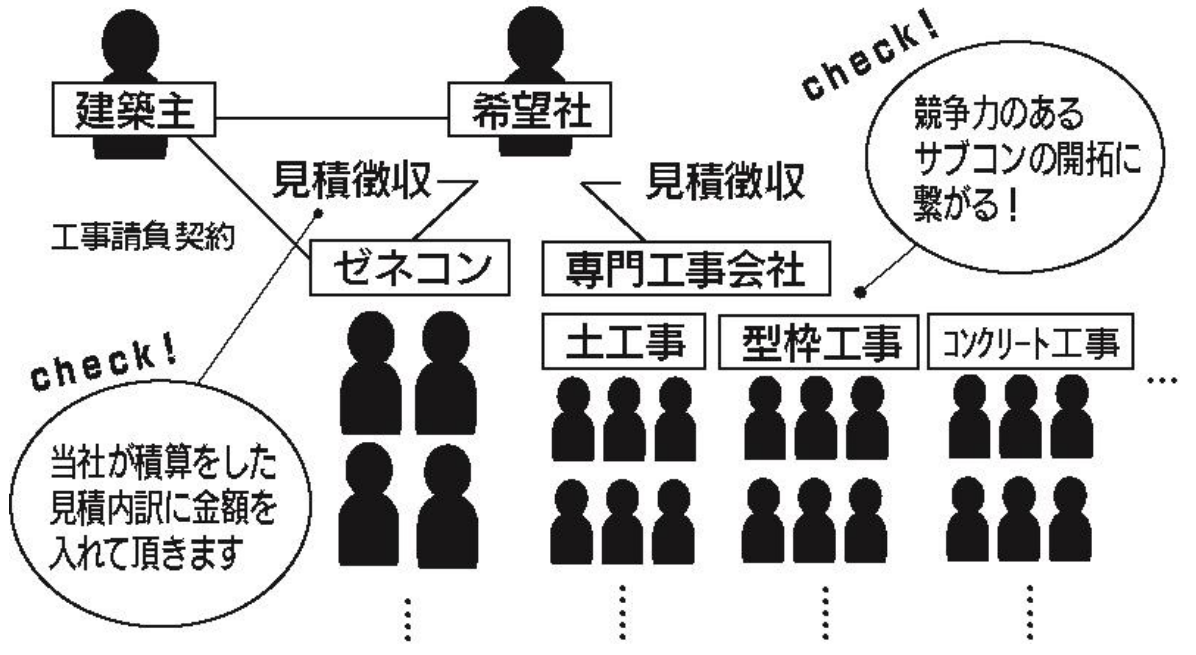 check!
建築主
希望社
競争力のある
サブコンの開拓に
繋がる！
見積徴収
見積徴収
工事請負契約
ゼネコン
専門工事会社
土工事
型枠工事
コンクリート工事
…
check!
当社が積算をした
見積内訳に金額を
入れて頂きます